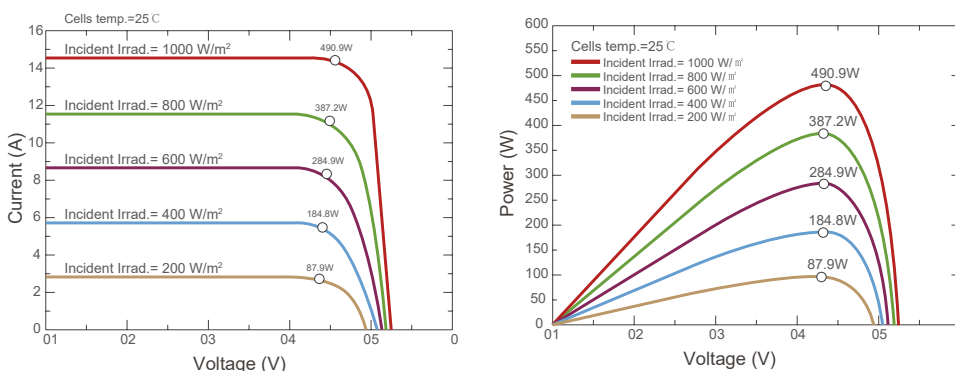 Cells temp.=25℃
16
14
12
10
8
6
4
2
0
Current (A)
Incident Irrad.= 1000 W/m²
490.9W
Incident Irrad.= 800 W/m²
387.2W
Incident Irrad.= 600 W/m²
284.9W
Incident Irrad.= 400 W/m²
184.8W
Incident Irrad.= 200 W/m²
87.9W
01 02 03 04 05 0
Voltage (V)
600
550
500
450
400
350
300
250
200
150
100
50
0
Power (W)
Cells temp.=25℃
Incident Irrad.= 1000 W/㎡
Incident Irrad.= 800 W/㎡
Incident Irrad.= 600 W/㎡
Incident Irrad.= 400 W/㎡
Incident Irrad.= 200 W/㎡
490.9W
387.2W
284.9W
184.8W
87.9W
01 02 03 04 05 0
Voltage (V)